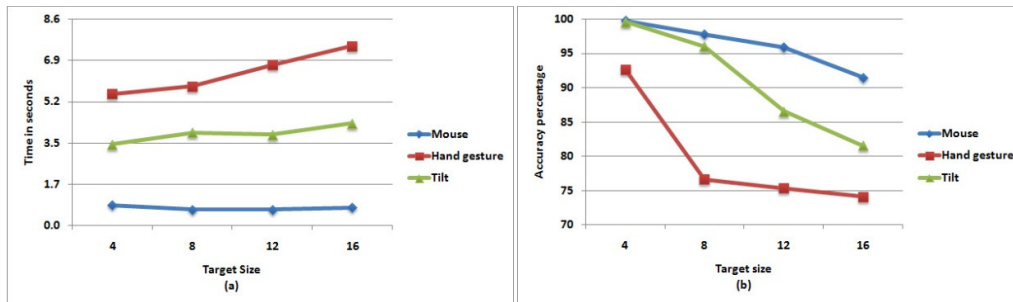 8.6
6.9
5.2
3.5
1.7
0.0
Time in seconds
4 8 12 16
Target Size
(a)
Mouse
Hand gesture
Tilt
100
95
90
85
80
75
70
Accuracy percentage
4 8 12 16
Target size
(b)
Mouse
Hand gesture
Tilt